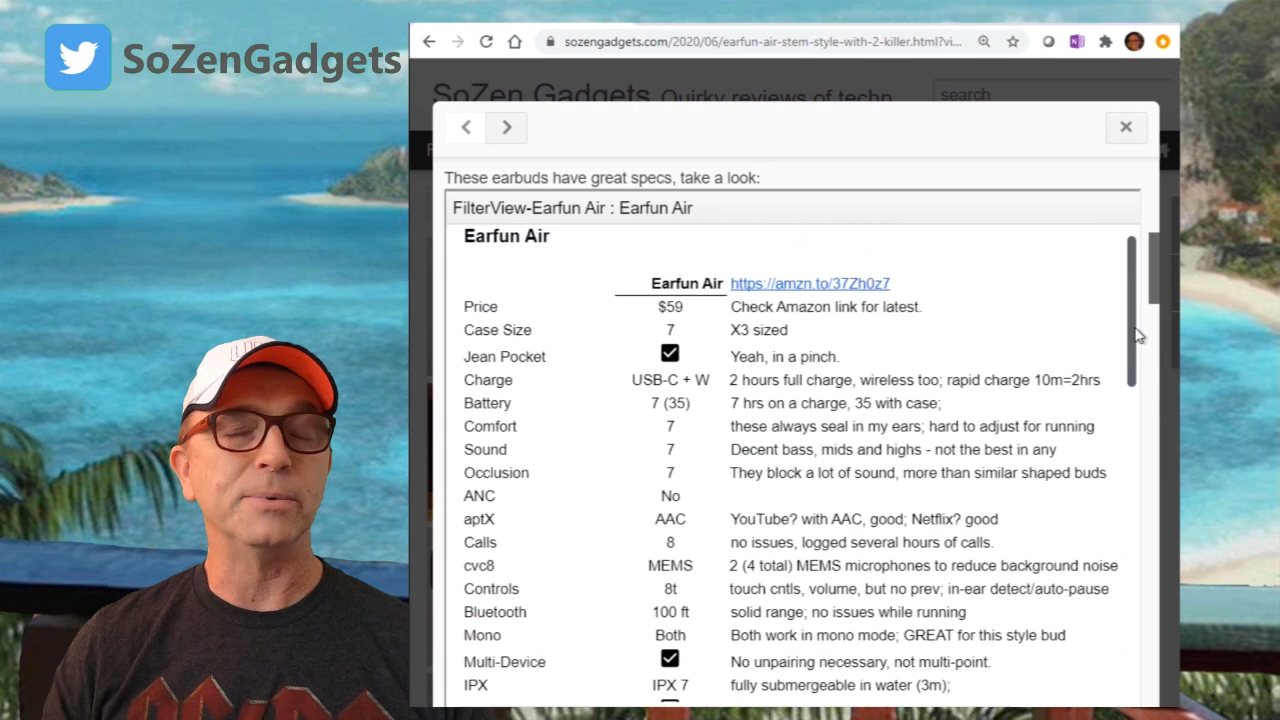 SoZenGadgets
sozengadgets.com/2020/06/earfun-air-stem-style-with-2-killer.html?vi...
SoZen Gadgets Quirky reviews of techn
search
These earbuds have great specs, take a look:
FilterView-Earfun Air : Earfun Air
Earfun Air
Earfun Air https://amzn.to/37Zh0z7
Price $59 Check Amazon link for latest.
Case Size 7 X3 sized
Jean Pocket Yeah, in a pinch.
Charge USB-C + W 2 hours full charge, wireless too; rapid charge 10m=2hrs
Battery 7 (35) 7 hrs on a charge, 35 with case;
Comfort 7 these always seal in my ears; hard to adjust for running
Sound 7 Decent bass, mids and highs - not the best in any
Occlusion 7 They block a lot of sound, more than similar shaped buds
ANC No
aptX AAC YouTube? with AAC, good; Netflix? good
Calls 8 no issues, logged several hours of calls.
cvc8 MEMS 2 (4 total) MEMS microphones to reduce background noise
Controls 8t touch cntls, volume, but no prev; in-ear detect/auto-pause
Bluetooth 100 ft solid range; no issues while running
Mono Both Both work in mono mode; GREAT for this style bud
Multi-Device No unpairing necessary, not multi-point.
IPX IPX 7 fully submergeable in water (3m);